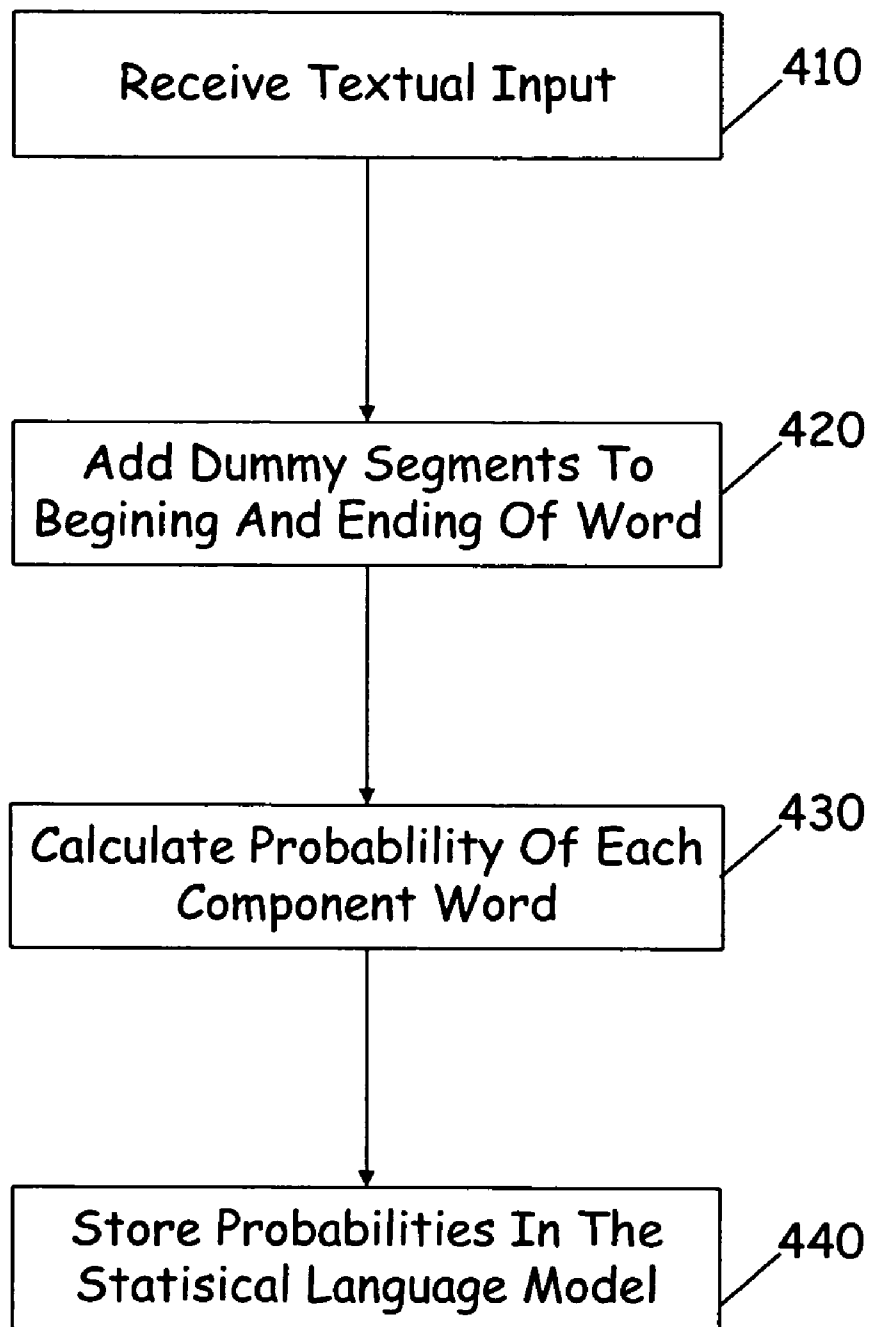 Receive Textual Input
410
Add Dummy Segments To
Begining And Ending Of Word
420
Calculate Probablility Of Each
Component Word
430
Store Probabilities In The
Statisical Language Model
440